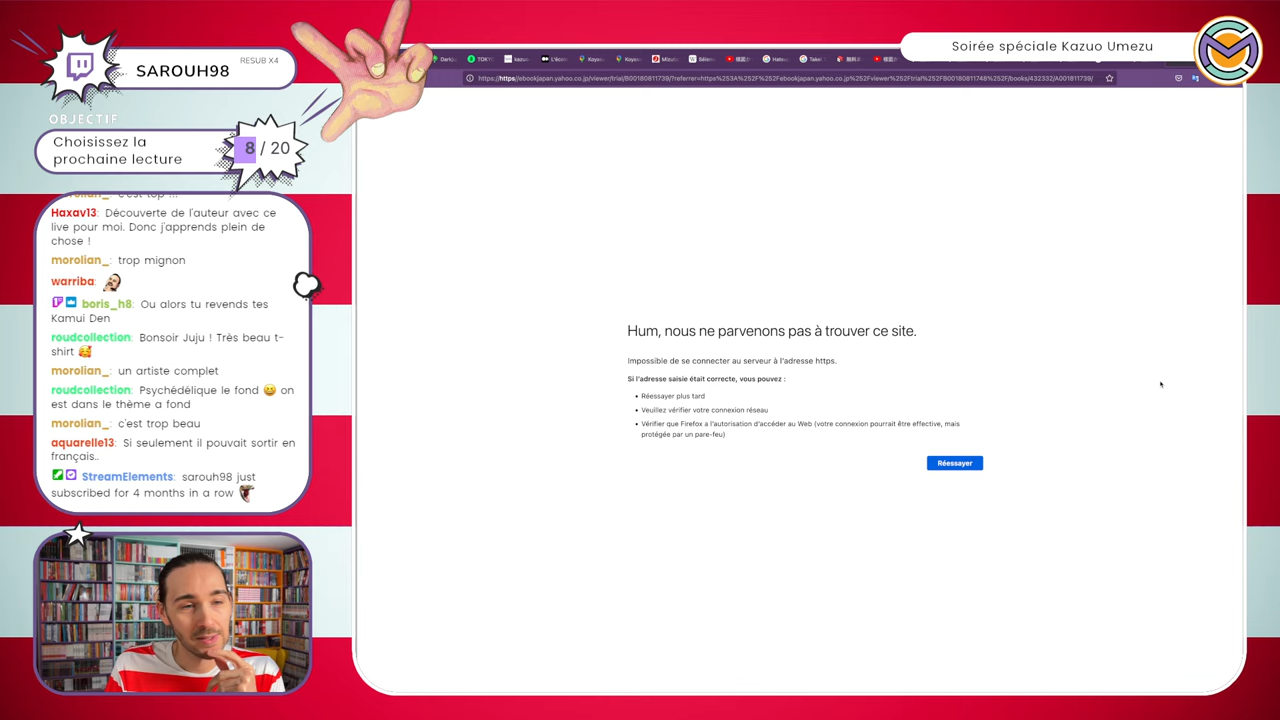 SAROUH98
RESUB X4
OBJECTIF
Choisissez la
prochaine lecture
8 / 20
Haxav13: Découverte de l'auteur avec ce
live pour moi. Donc j'apprends plein de
chose !
morolian_: trop mignon
warriba:
boris_h8: Ou alors tu revends tes
Kamui Den
roudcollection: Bonsoir Juju ! Très beau t-
shirt 🥰
morolian_: un artiste complet
roudcollection: Psychédélique le fond 😄 on
est dans le thème a fond
morolian_: c'est trop beau
aquarelle13: Si seulement il pouvait sortir en
français..
StreamElements: sarouh98 just
subscribed for 4 months in a row
Soirée spéciale Kazuo Umezu
Hum, nous ne parvenons pas à trouver ce site.
Impossible de se connecter au serveur à l'adresse https.
Si l'adresse saisie était correcte, vous pouvez :
• Réessayer plus tard
• Veuillez vérifier votre connexion réseau
• Vérifier que Firefox a l'autorisation d'accéder au Web (votre connexion pourrait être effective, mais
protégée par un pare-feu)
Réessayer